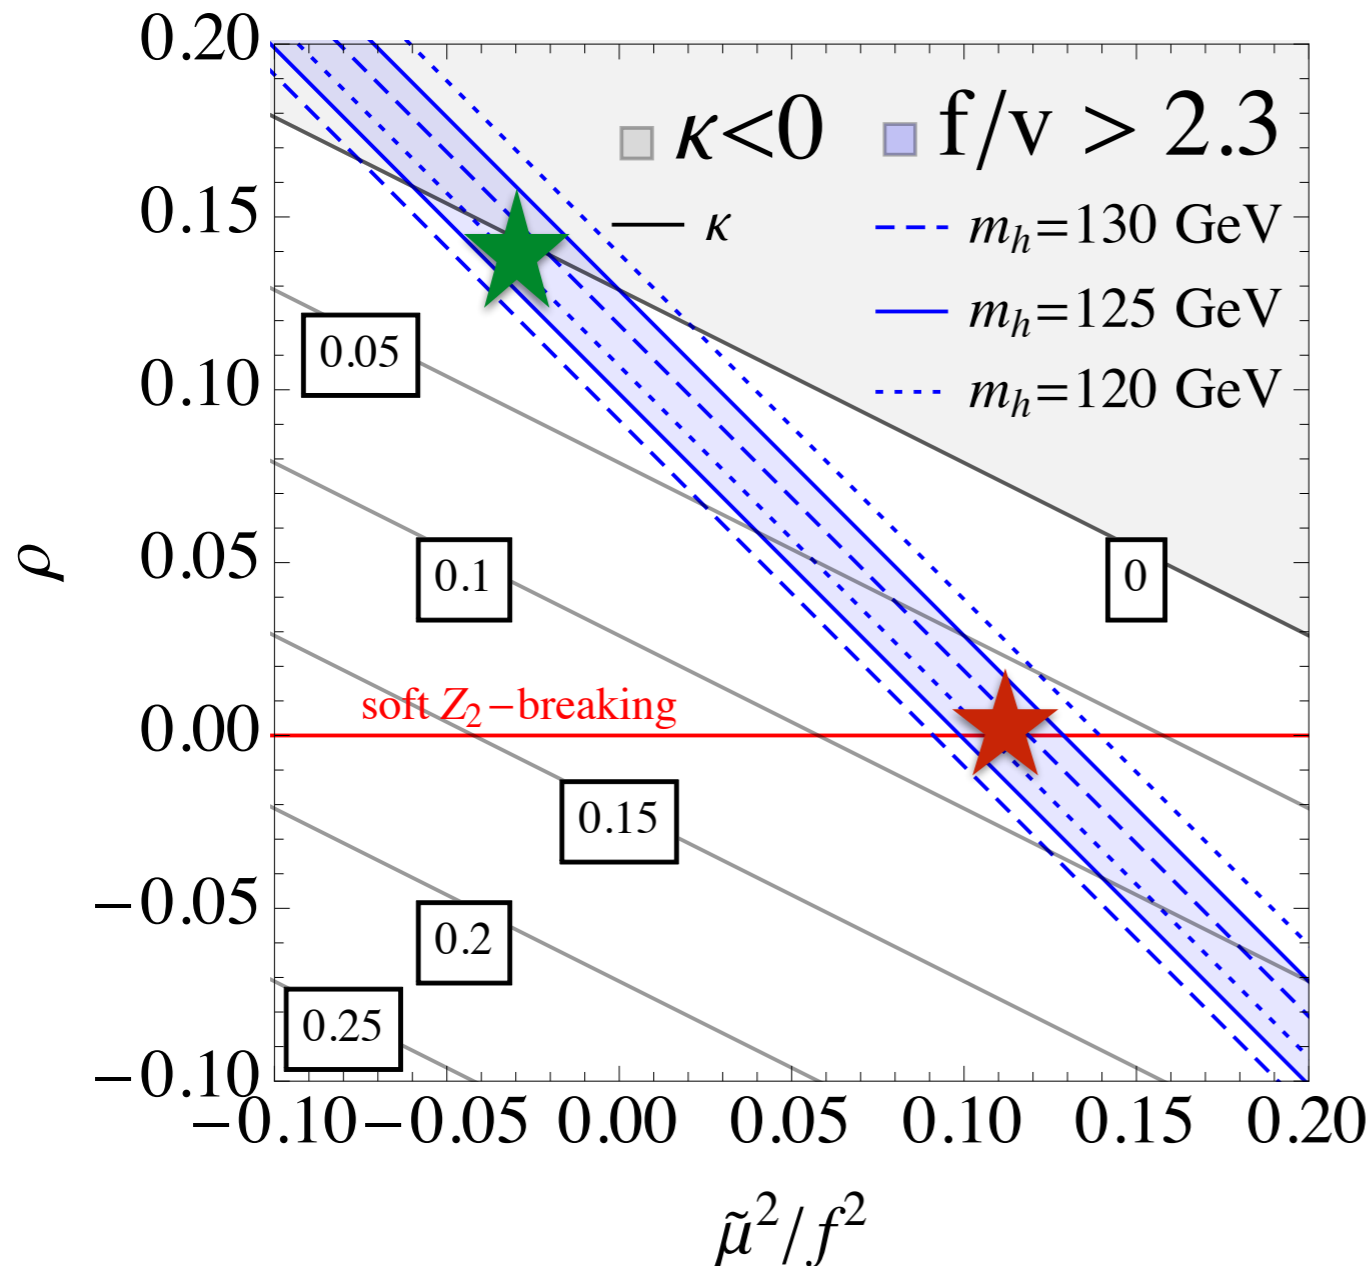 0.20
κ<0 f/v > 2.3
0.15
κ
m_h=130 GeV
m_h=125 GeV
0.05
0.10
m_h=120 GeV
0.1
0.05
0
ρ
soft Z_2-breaking
0.00
0.15
−0.05
0.2
0.25
−0.10
−0.10 −0.05 0.00 0.05 0.10 0.15 0.20
μ̃²/f²